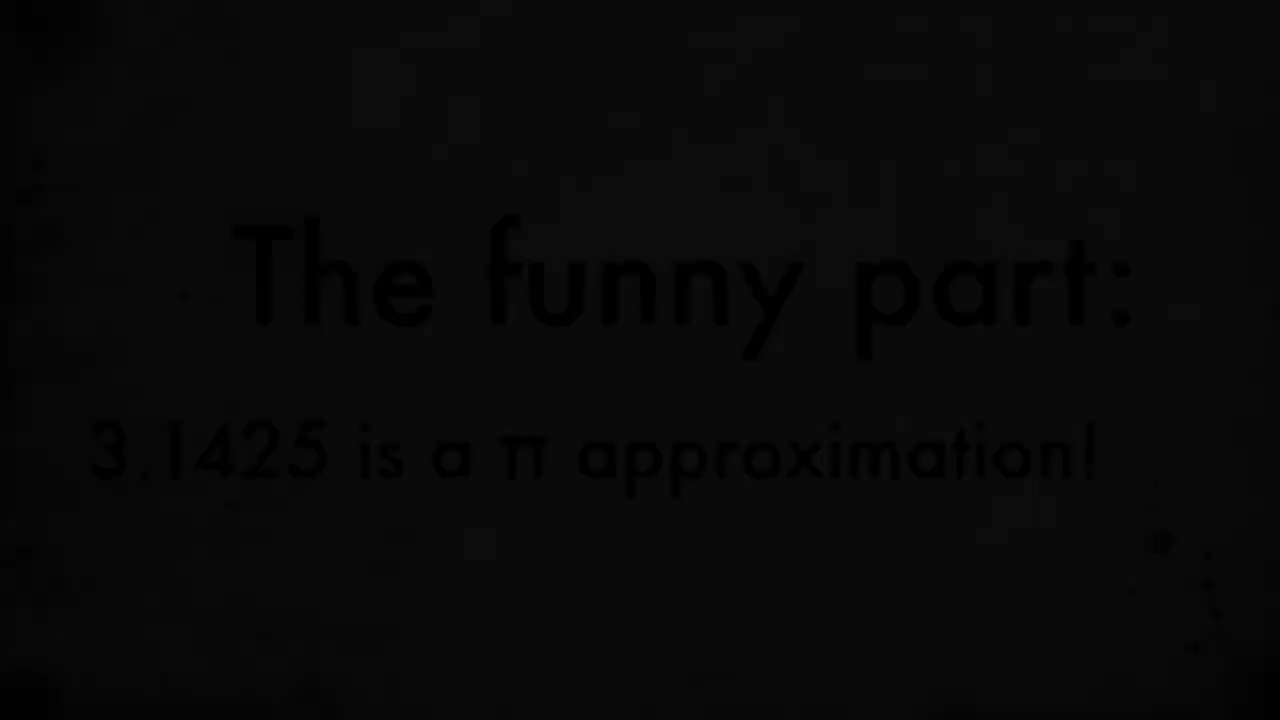 The funny part:
3.1425 is a π approximation!